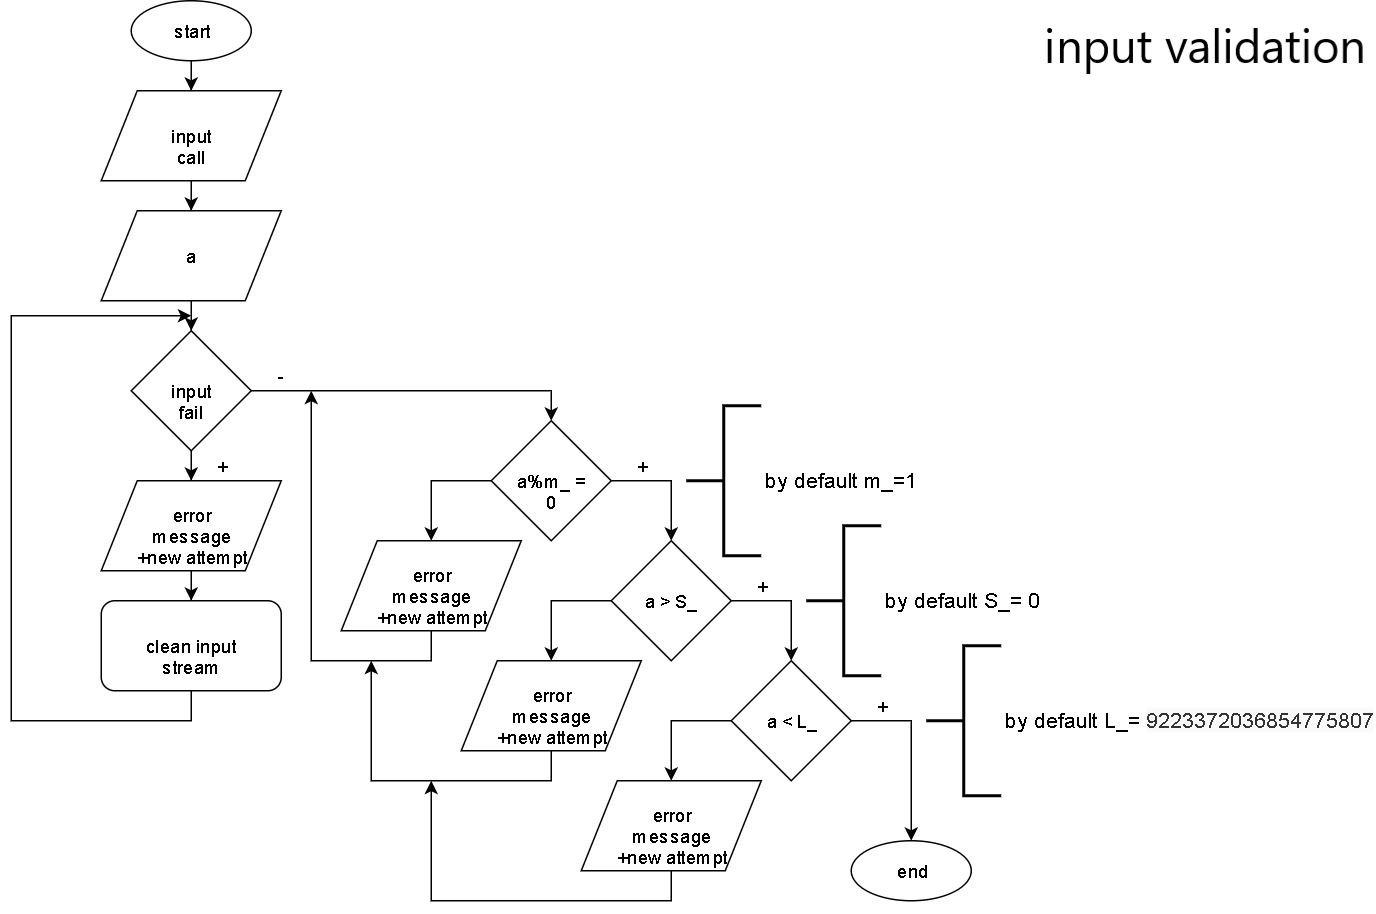 input validation
start
input
call
a
input
fail
-
+
error
message
+new attempt
clean input
stream
a%m_ =
0
+
by default m_=1
error
message
+new attempt
a > S_
+
by default S_= 0
error
message
+new attempt
a < L_
+
by default L_= 9223372036854775807
error
message
+new attempt
end